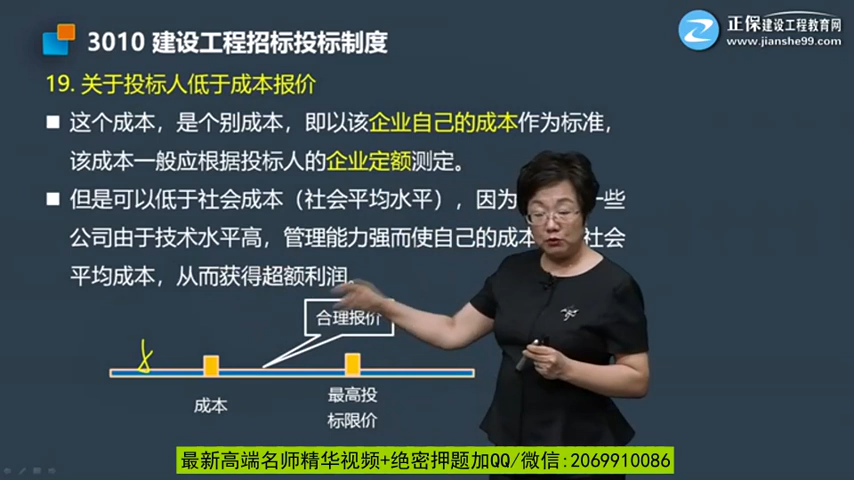 正保建设工程教育网
www.jianshe99.com
3010 建设工程招标投标制度
19. 关于投标人低于成本报价
■ 这个成本，是个别成本，即以该企业自己的成本作为标准，
该成本一般应根据投标人的企业定额测定。
■ 但是可以低于社会成本（社会平均水平），因为 一些
公司由于技术水平高，管理能力强而使自己的成本 社会
平均成本，从而获得超额利润。
合理报价
成本
最高投
标限价
最新高端名师精华视频+绝密押题加QQ/微信:2069910086